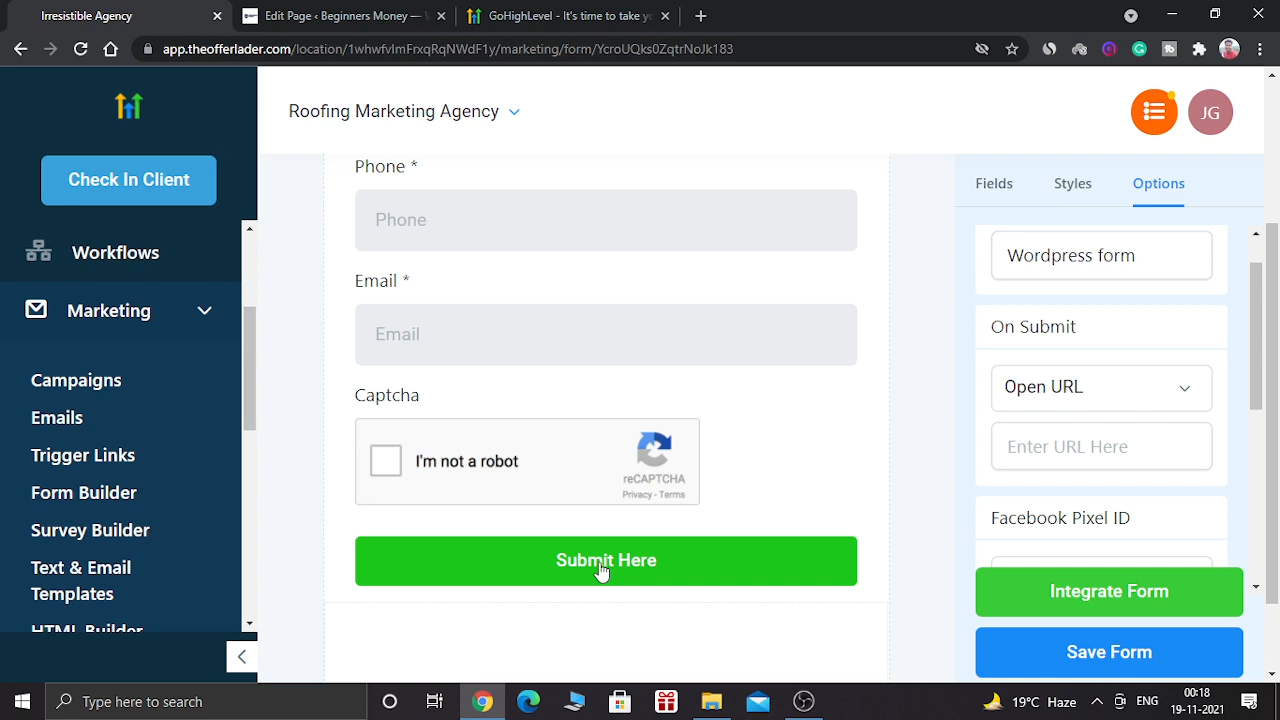 Irresistible Agency
Edit Page ‹ Beginners Money —
GoHighLevel - It's time to take yo
app.theofferlader.com/location/1whwfvlmFrxqRqNWdF1y/marketing/form/YcroUQks0ZqtrNoJk183
Roofing Marketing Agency
JG
Check In Client
Workflows
Marketing
Campaigns
Emails
Trigger Links
Form Builder
Survey Builder
Text & Email
Templates
HTML Builder
Phone *
Phone
Email *
Email
Captcha
I'm not a robot
reCAPTCHA
Privacy - Terms
Submit Here
Fields Styles Options
Wordpress form
On Submit
Open URL
Enter URL Here
Facebook Pixel ID
Integrate Form
Save Form
Type here to search
19°C Haze
ENG
00:18
19-11-2021